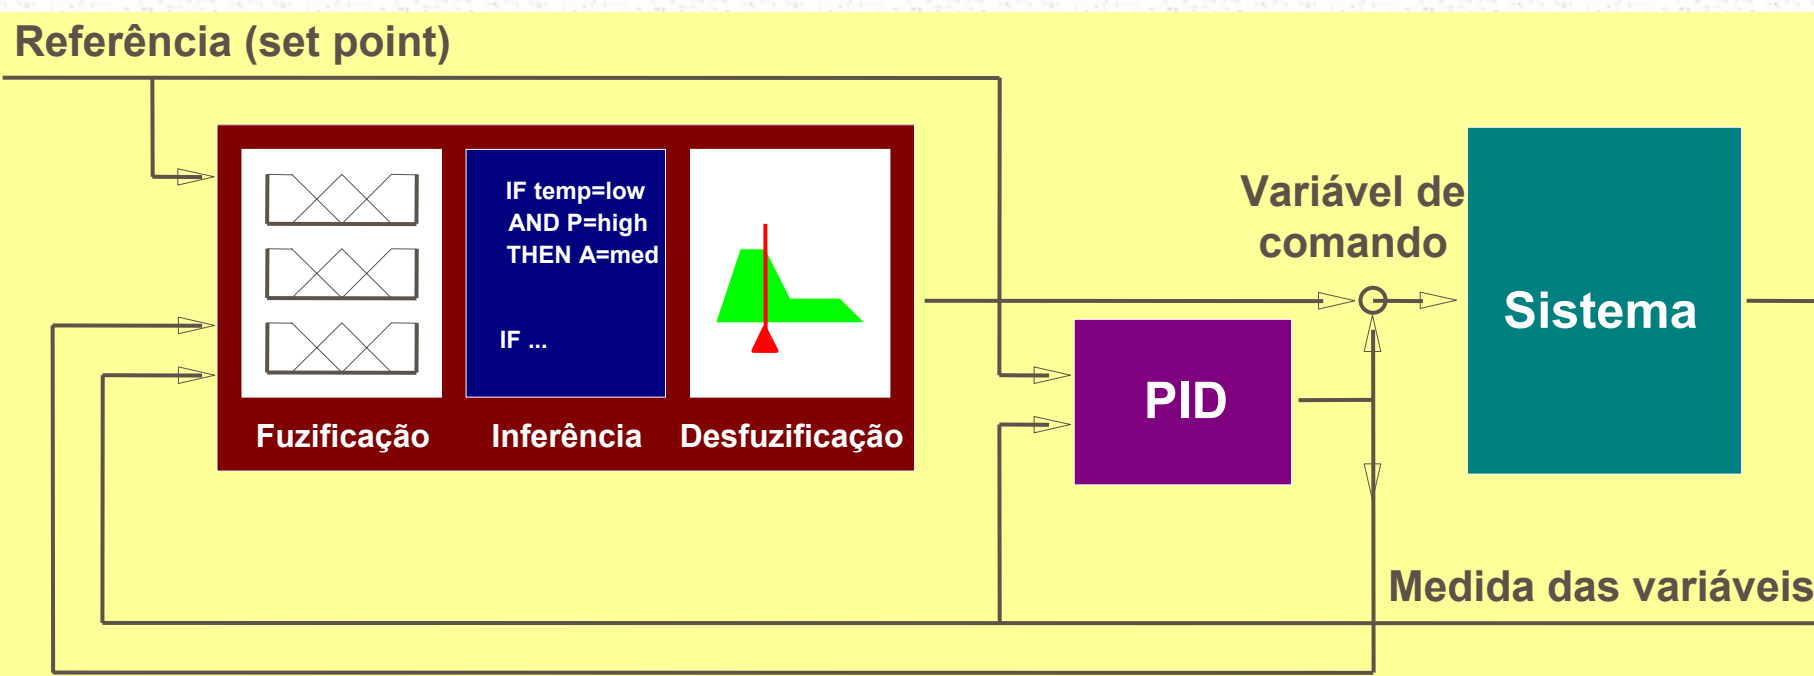 Referência (set point)
IF temp=low
AND P=high
THEN A=med
IF ...
Fuzificação
Inferência
Desfuzificação
PID
Variável de
comando
Sistema
Medida das variáveis